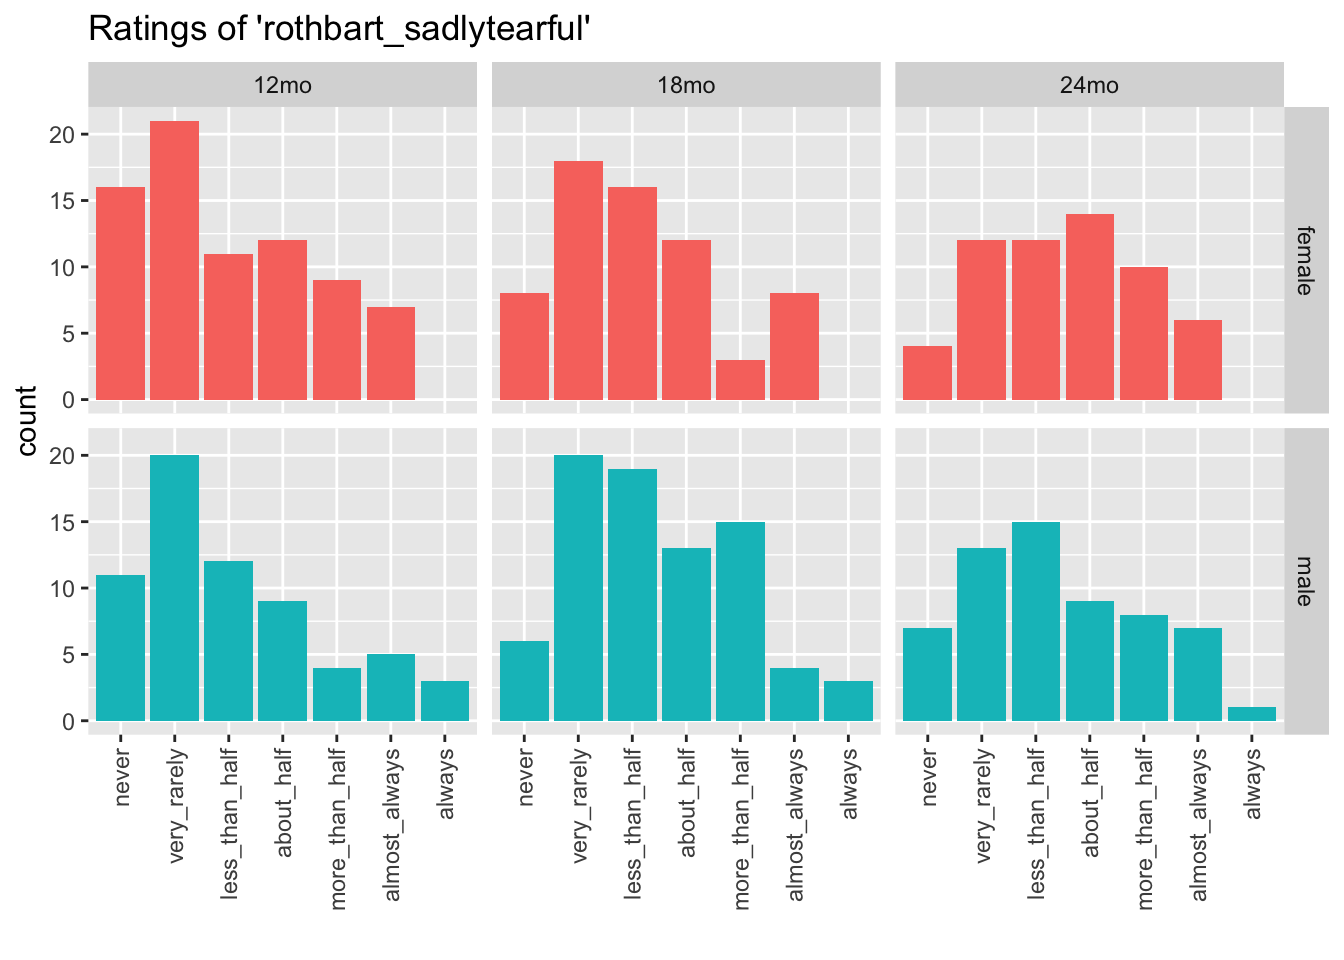 Ratings of 'rothbart_sadlytearful'
12mo 18mo 24mo
20
15
10
5
0
female
count
20
15
10
5
0
male
never very_rarely less_than_half about_half more_than_half almost_always always never very_rarely less_than_half about_half more_than_half almost_always always never very_rarely less_than_half about_half more_than_half almost_always always